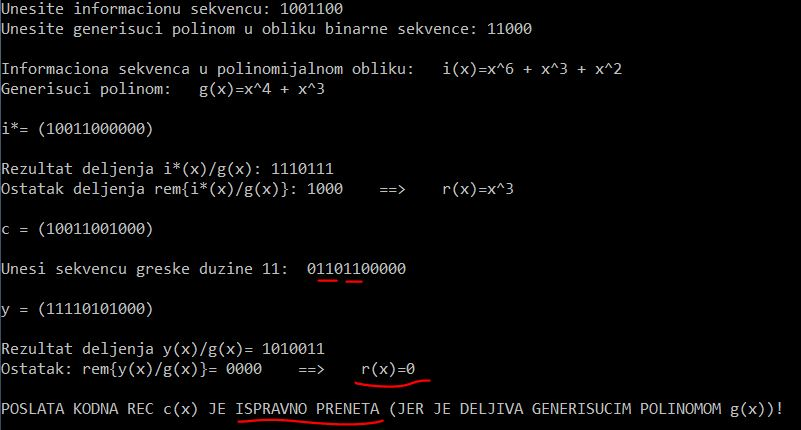 Unesite informacionu sekvencu: 1001100
Unesite generisuci polinom u obliku binarne sekvence: 11000
Informaciona sekvenca u polinomijalnom obliku:   i(x)=x^6 + x^3 + x^2
Generisuci polinom:   g(x)=x^4 + x^3
i*= (10011000000)
Rezultat deljenja i*(x)/g(x): 1110111
Ostatak deljenja rem{i*(x)/g(x)}: 1000    ==>    r(x)=x^3
c = (10011001000)
Unesi sekvencu greske duzine 11:  01101100000
y = (11110101000)
Rezultat deljenja y(x)/g(x)= 1010011
Ostatak: rem{y(x)/g(x)}= 0000    ==>    r(x)=0
POSLATA KODNA REC c(x) JE ISPRAVNO PRENETA (JER JE DELJIVA GENERISUCIM POLINOMOM g(x))!